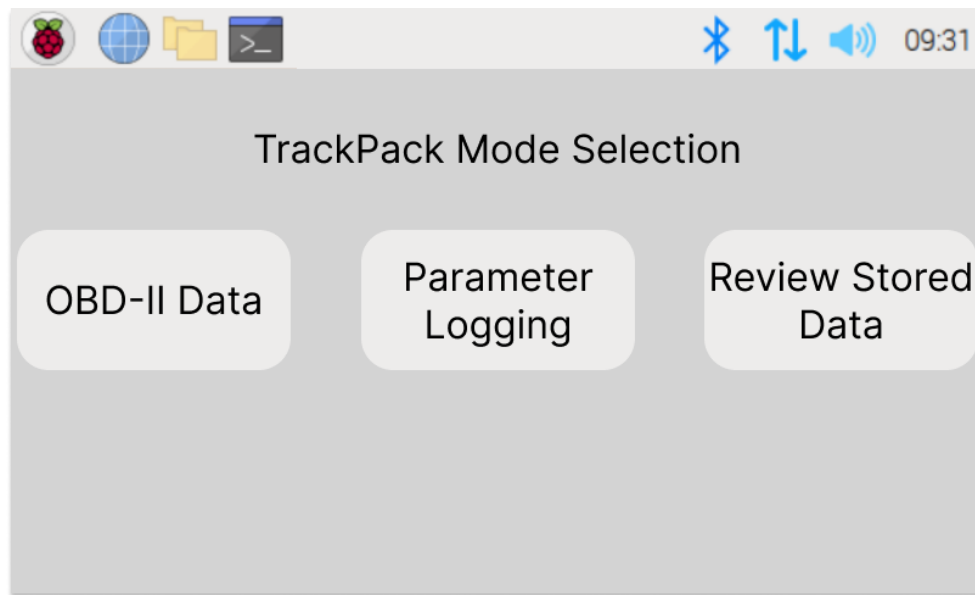 >_
09:31
TrackPack Mode Selection
OBD-II Data
Parameter
Logging
Review Stored
Data